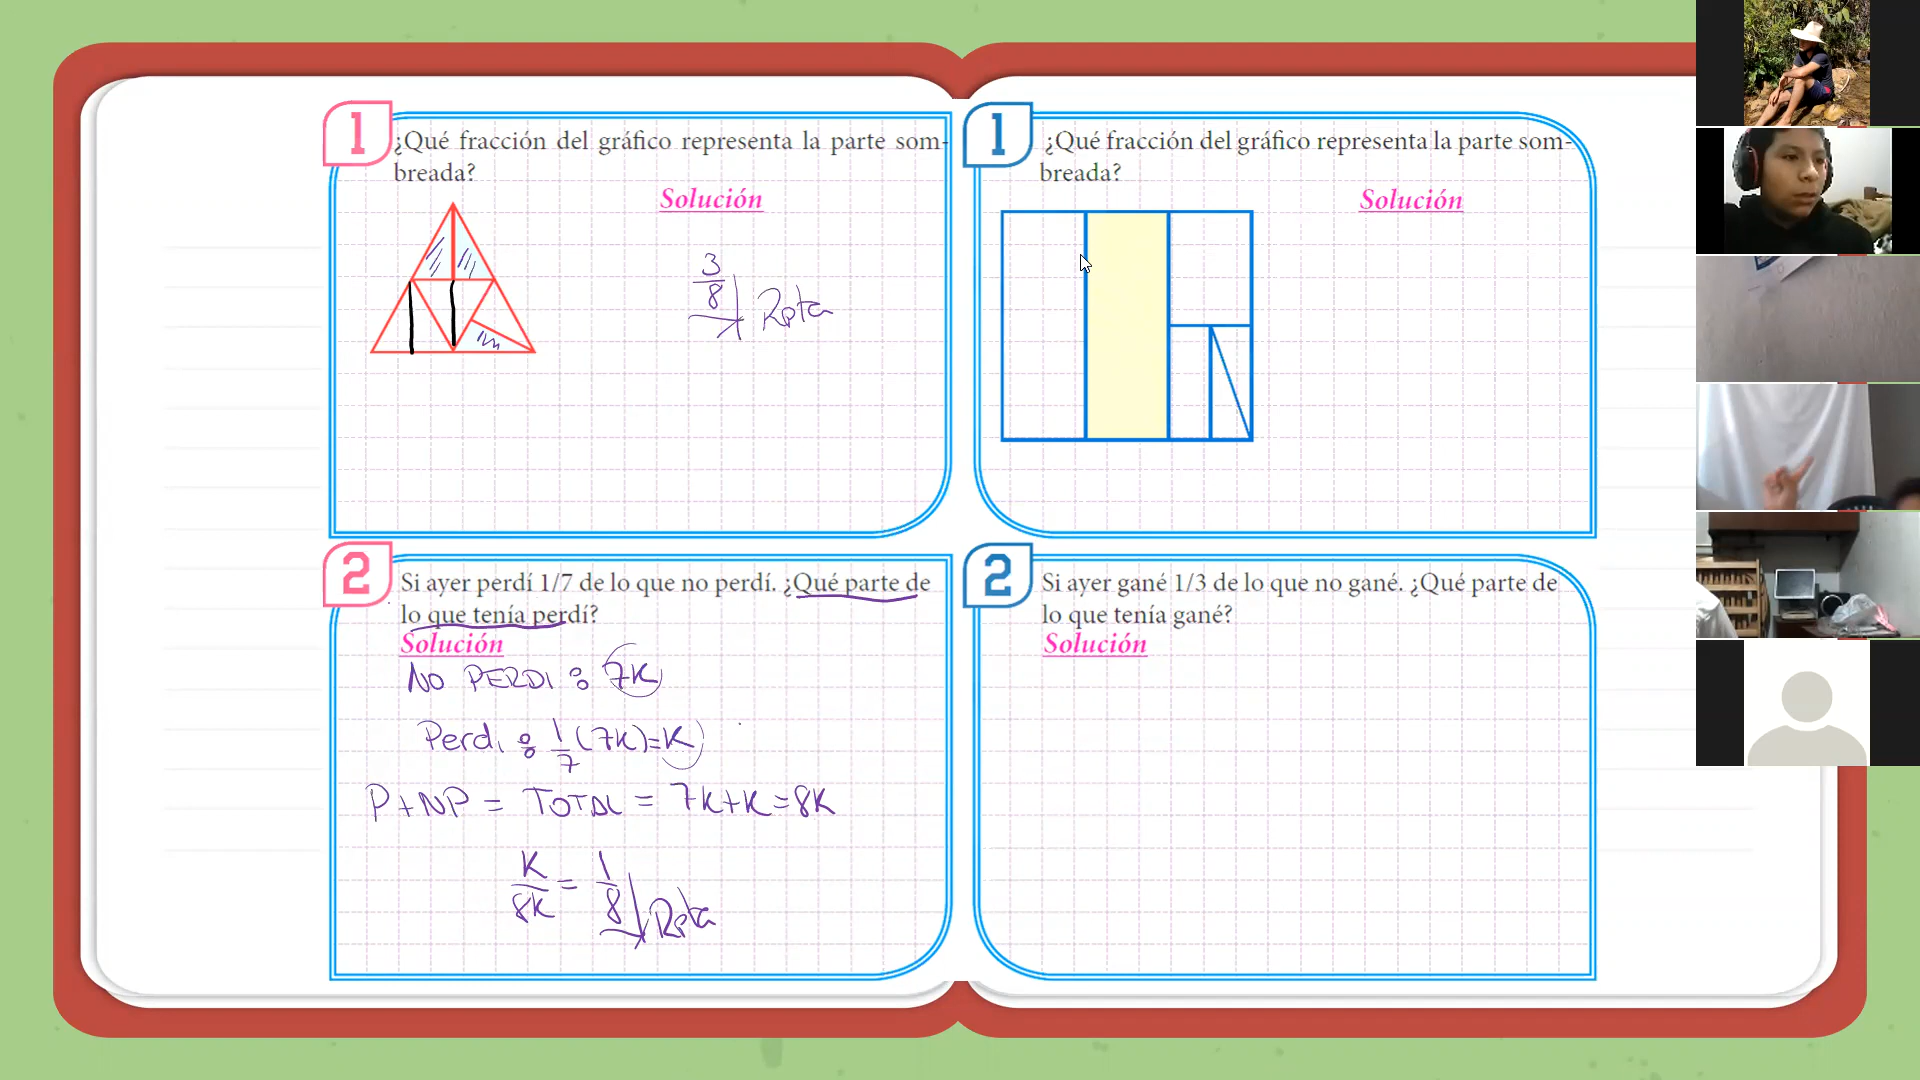 1
¿Qué fracción del gráfico representa la parte som-
breada?
Solución
3/8 Rpta
2
Si ayer perdí 1/7 de lo que no perdí. ¿Qué parte de
lo que tenía perdí?
Solución
NO PERDI : 7K
Perdi : 1/7 (7K)=K
P+NP = TOTAL = 7K+K=8K
K/8K = 1/8 Rpta
1
¿Qué fracción del gráfico representa la parte som-
breada?
Solución
2
Si ayer gané 1/3 de lo que no gané. ¿Qué parte de
lo que tenía gané?
Solución